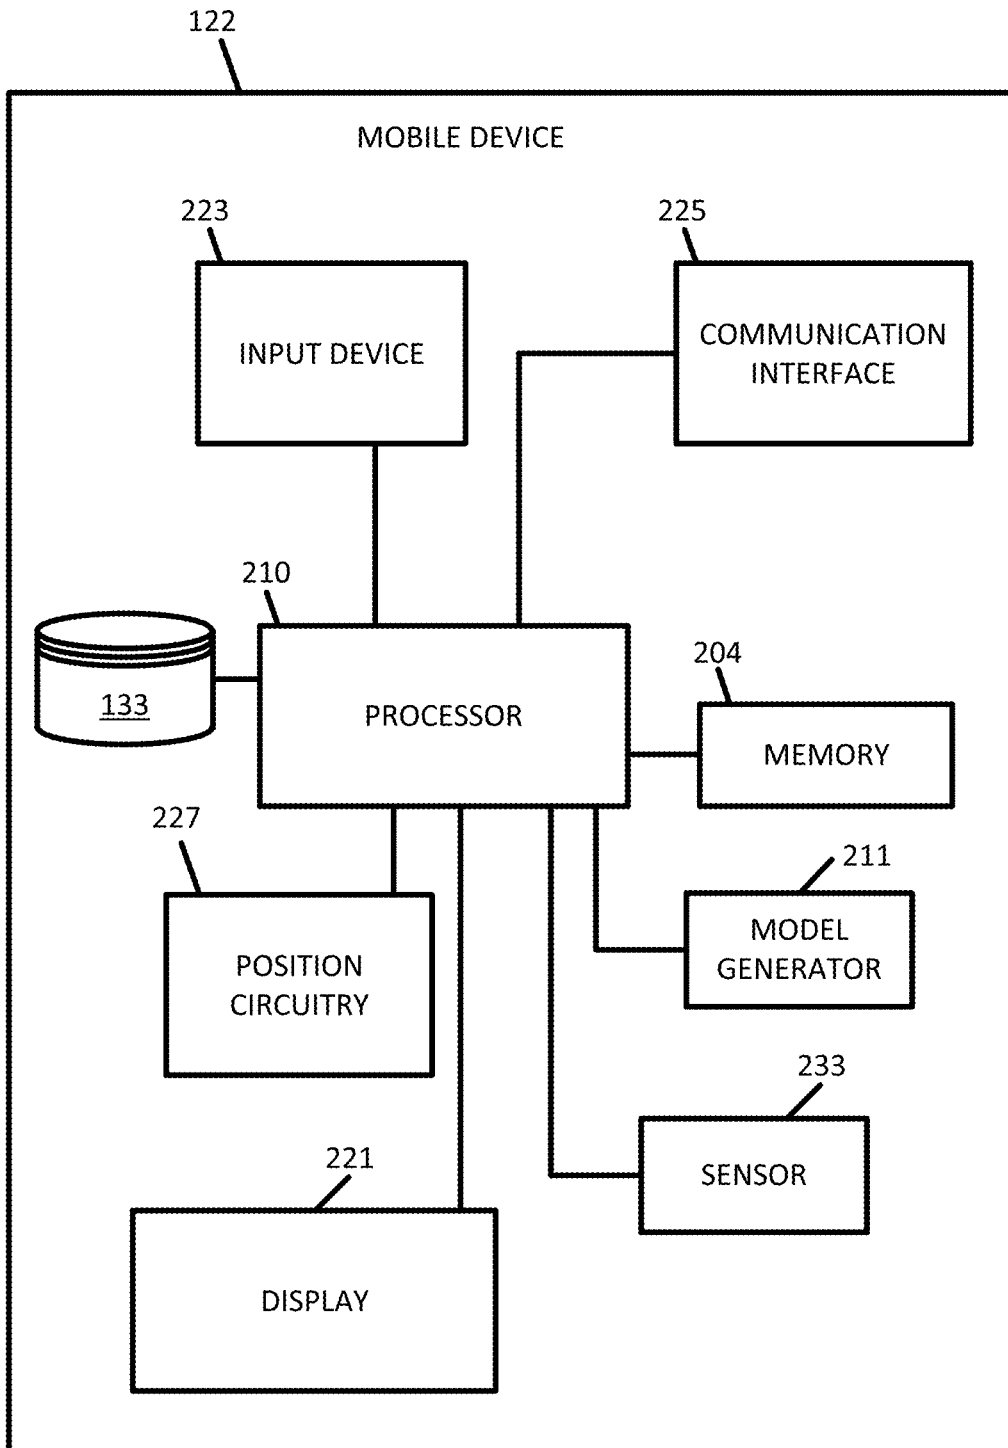 122
MOBILE DEVICE
223
225
INPUT DEVICE
COMMUNICATION
INTERFACE
210
133
PROCESSOR
204
MEMORY
227
211
POSITION
CIRCUITRY
MODEL
GENERATOR
233
SENSOR
221
DISPLAY